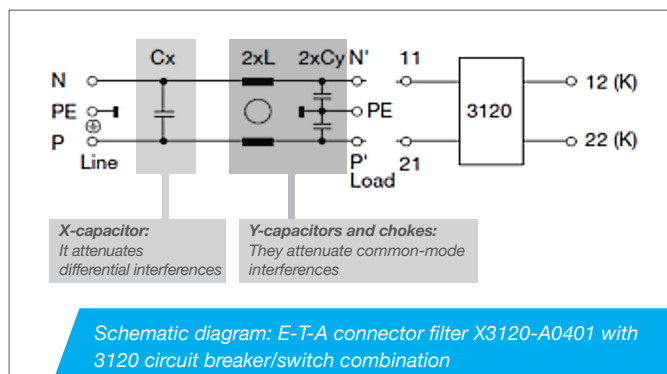 Cx 2xL 2xCy N' 11
N 12 (K)
PE PE 3120
P 22 (K)
Line P' 21
Load
X-capacitor:
It attenuates
differential interferences
Y-capacitors and chokes:
They attenuate common-mode
interferences
Schematic diagram: E-T-A connector filter X3120-A0401 with
3120 circuit breaker/switch combination